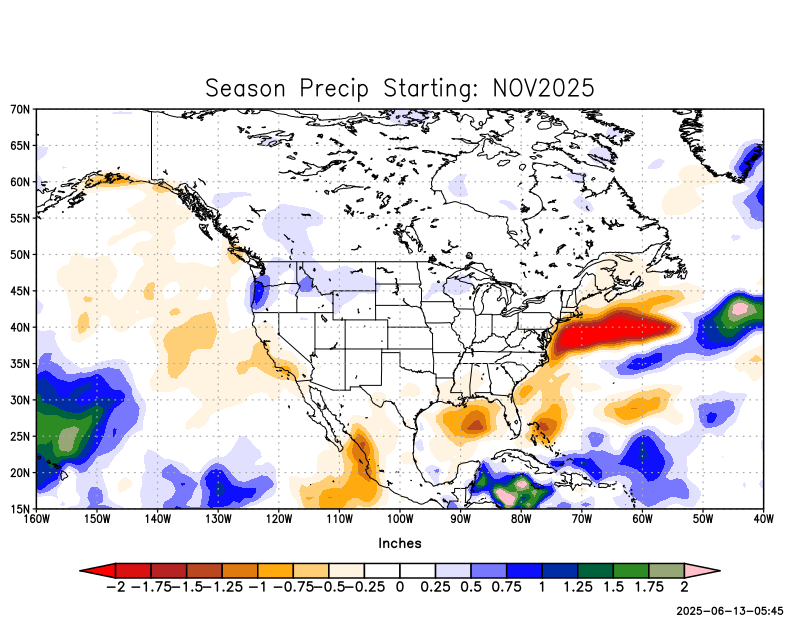 Season Precip Starting: NOV2025
70N
65N
60N
55N
50N
45N
40N
35N
30N
25N
20N
15N
160W 150W 140W 130W 120W 110W 100W 90W 80W 70W 60W 50W 40W
Inches
-2 -1.75 -1.5 -1.25 -1 -0.75 -0.5 -0.25 0 0.25 0.5 0.75 1 1.25 1.5 1.75 2
2025-06-13-05:45